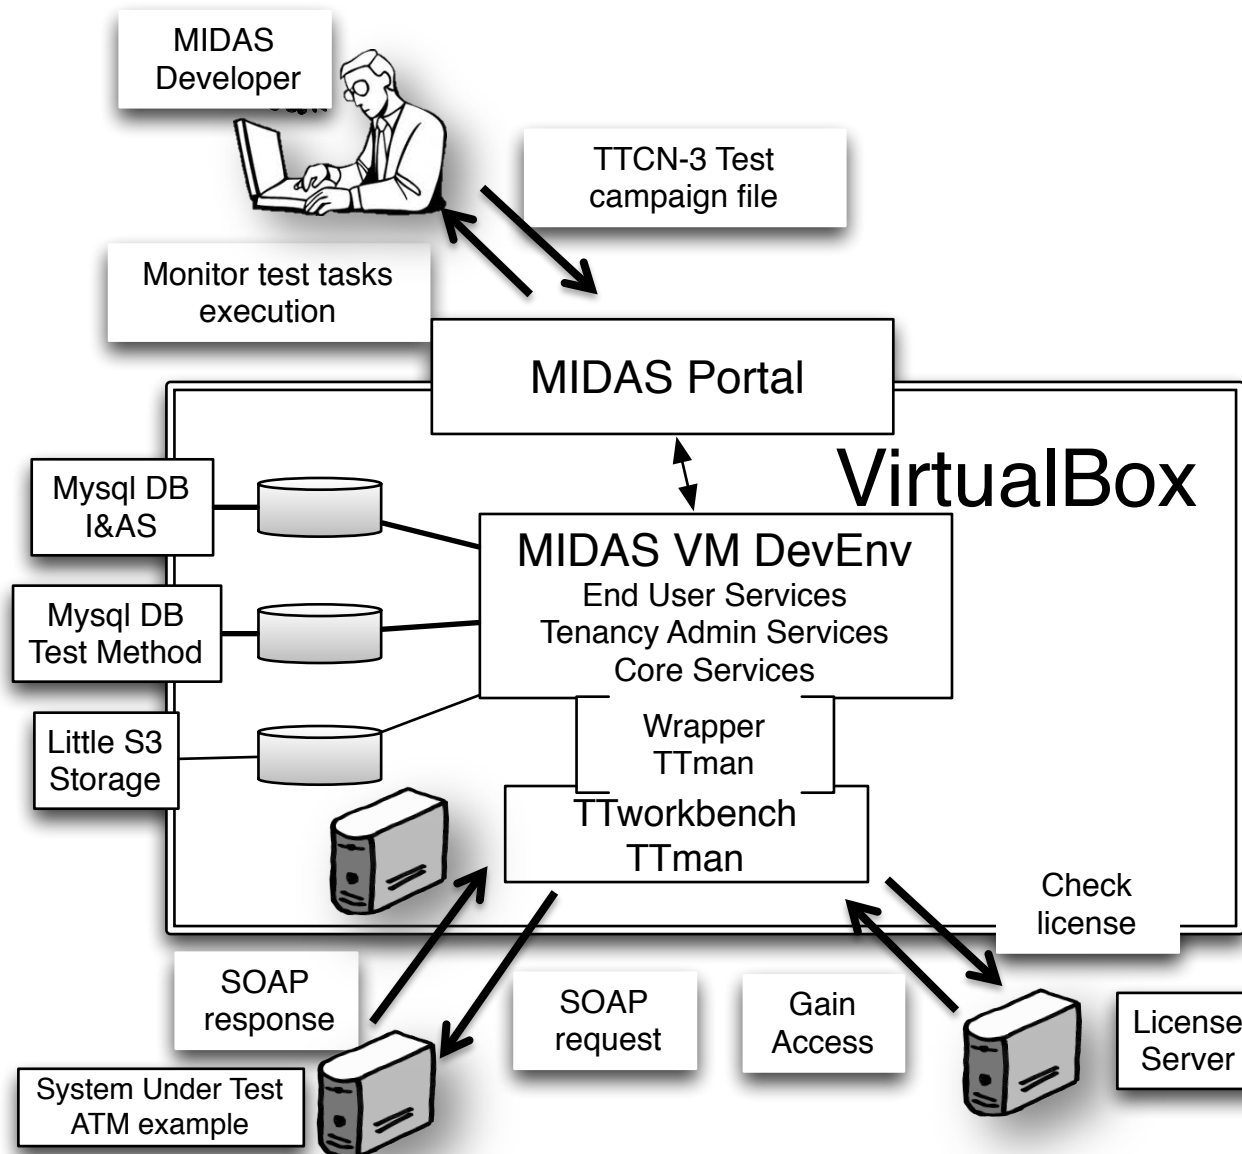 MIDAS
Developer
TTCN-3 Test
campaign file
Monitor test tasks
execution
MIDAS Portal
VirtualBox
Mysql DB
I&AS
MIDAS VM DevEnv
End User Services
Tenancy Admin Services
Core Services
Mysql DB
Test Method
Little S3
Storage
Wrapper
TTman
TTworkbench
TTman
Check
license
SOAP
response
SOAP
request
Gain
Access
License
Server
System Under Test
ATM example